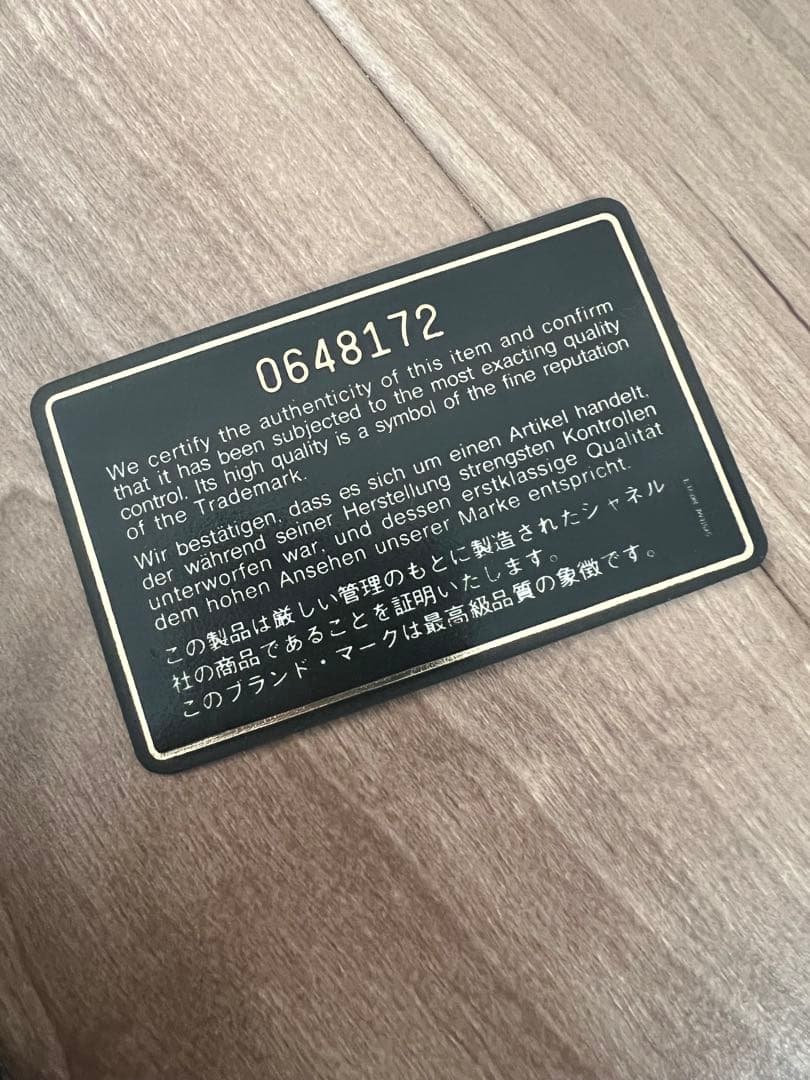 0648172
We certify the authenticity of this item and confirm
that it has been subjected to the most exacting quality
control. Its high quality is a symbol of the fine reputation
of the Trademark.
Wir bestätigen, dass es sich um einen Artikel handelt,
der während seiner Herstellung strengsten Kontrollen
unterworfen war, und dessen erstklassige Qualität
dem hohen Ansehen unserer Marke entspricht.
この製品は厳しい管理のもとに製造されたシャネル
社の商品であることを証明いたします。
このブランド・マークは最高級品質の象徴です。